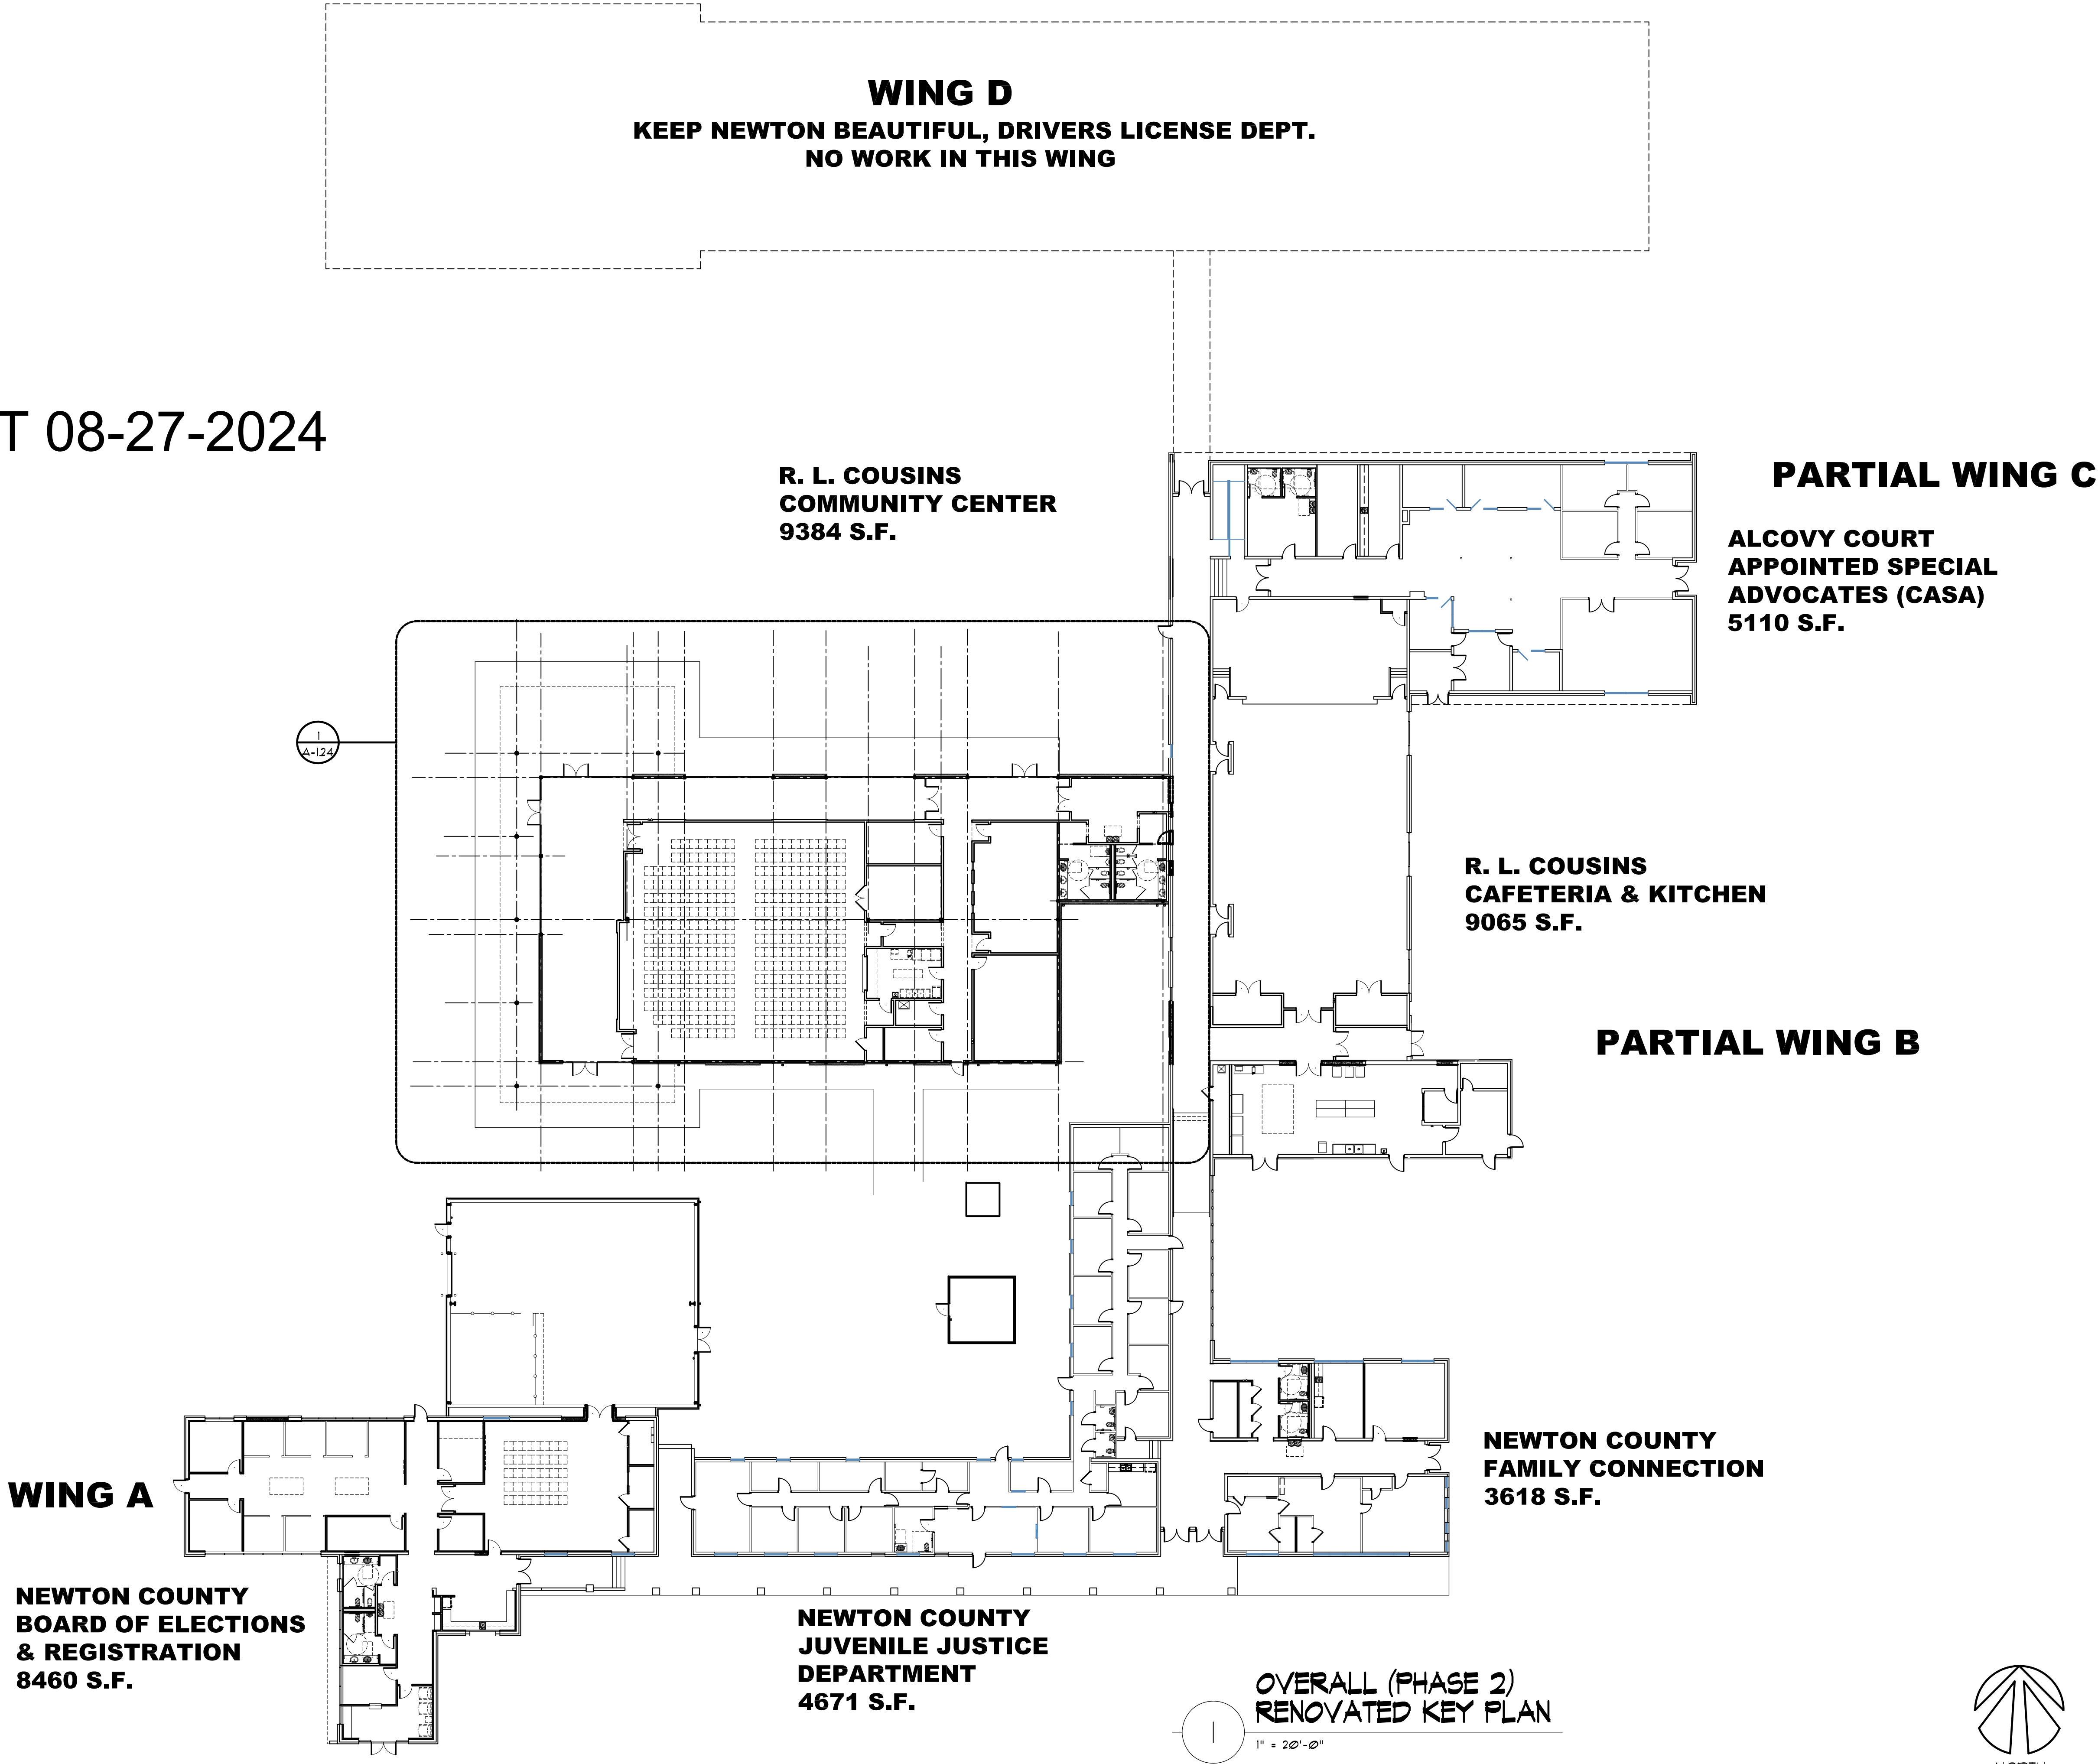 WING D
KEEP NEWTON BEAUTIFUL, DRIVERS LICENSE DEPT.
NO WORK IN THIS WING
T 08-27-2024
R. L. COUSINS
COMMUNITY CENTER
9384 S.F.
PARTIAL WING C
ALCOVY COURT
APPOINTED SPECIAL
ADVOCATES (CASA)
5110 S.F.
1
A-124
R. L. COUSINS
CAFETERIA & KITCHEN
9065 S.F.
PARTIAL WING B
NEWTON COUNTY
FAMILY CONNECTION
3618 S.F.
WING A
NEWTON COUNTY
BOARD OF ELECTIONS
& REGISTRATION
8460 S.F.
NEWTON COUNTY
JUVENILE JUSTICE
DEPARTMENT
4671 S.F.
1
OVERALL (PHASE 2)
RENOVATED KEY PLAN
1" = 20'-0"
NORTH